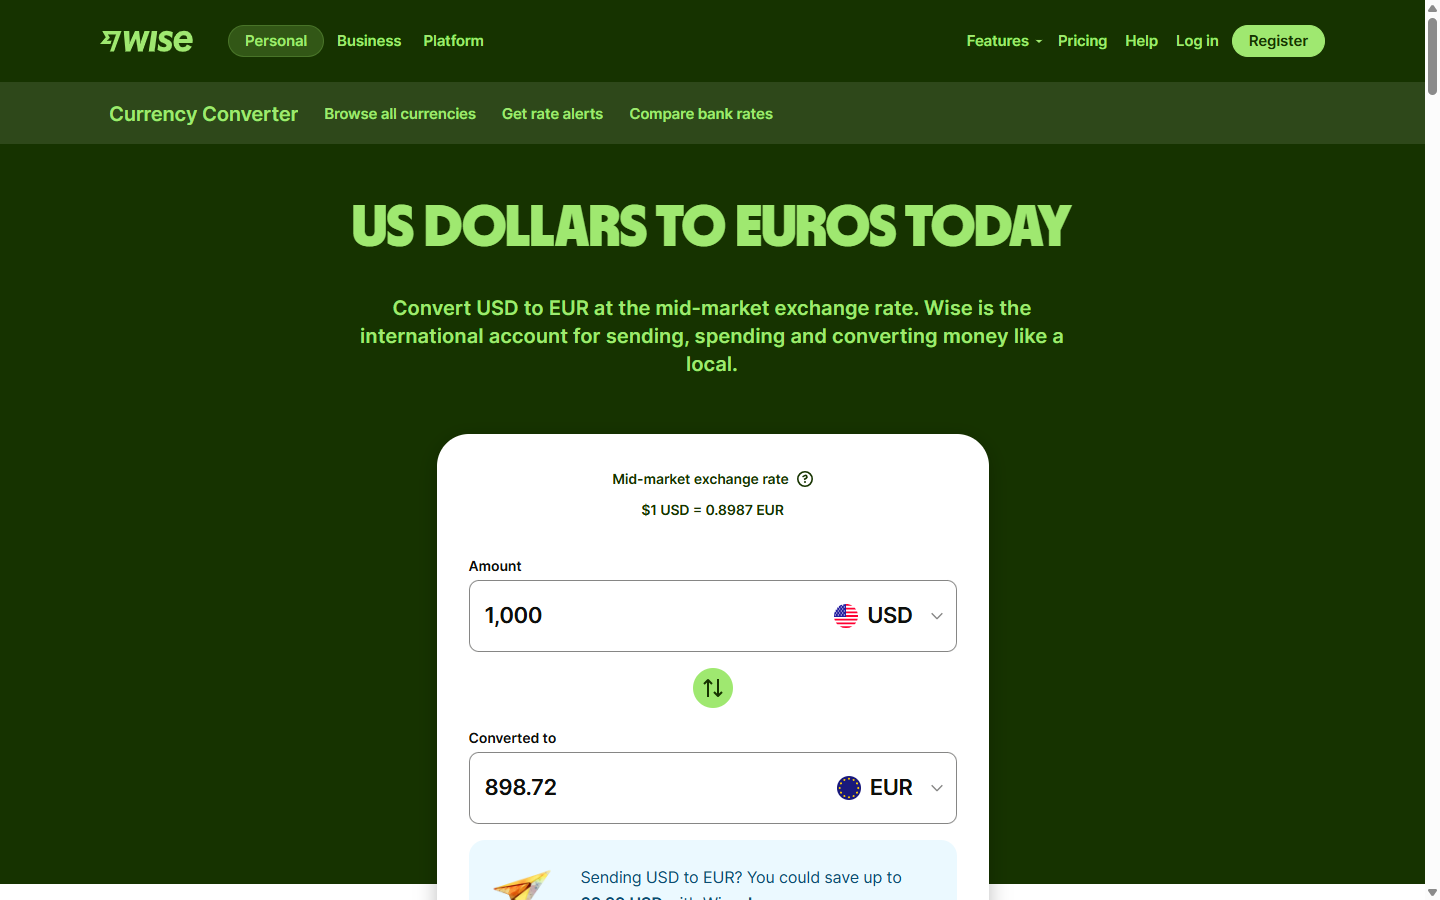 WISE
Personal
Business
Platform
Features
Pricing
Help
Log in
Register
Currency Converter
Browse all currencies
Get rate alerts
Compare bank rates
US DOLLARS TO EUROS TODAY
Convert USD to EUR at the mid-market exchange rate. Wise is the
international account for sending, spending and converting money like a
local.
Mid-market exchange rate ?
$1 USD = 0.8987 EUR
Amount
1,000
USD
Converted to
898.72
EUR
Sending USD to EUR? You could save up to